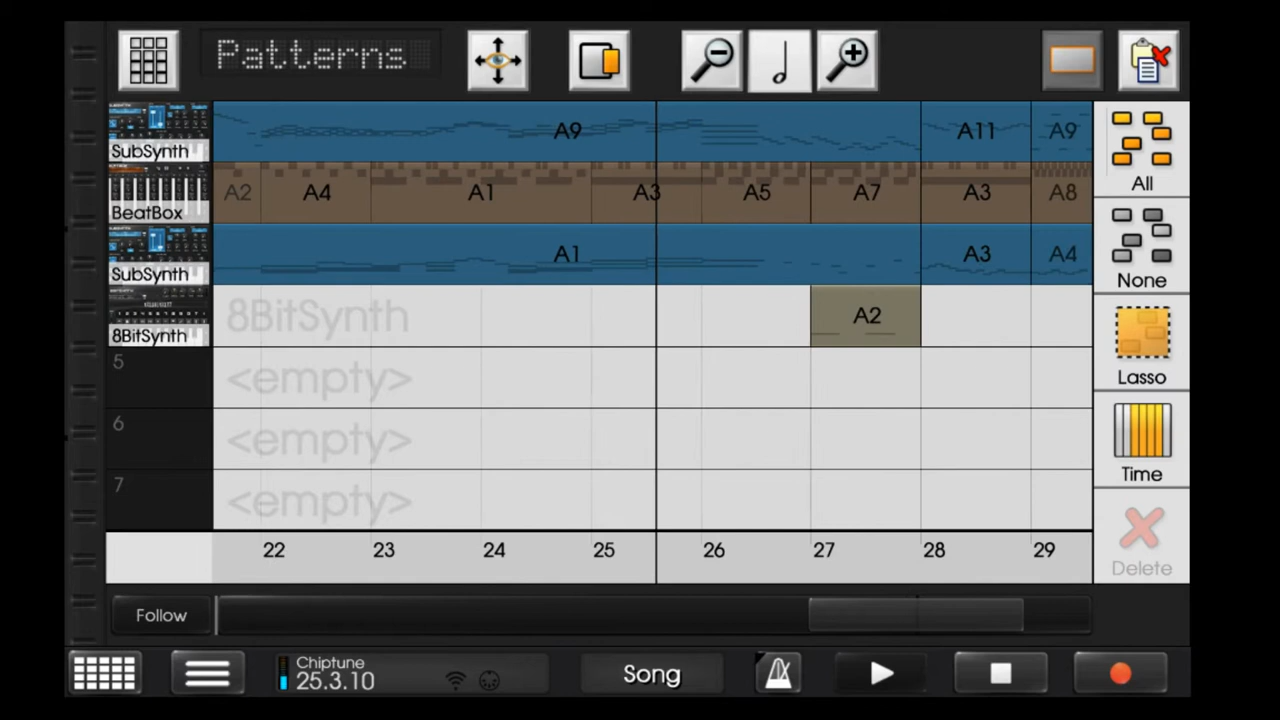 Patterns
SubSynth
A9
A11
A9
All
BeatBox
A2
A4
A1
A3
A5
A7
A3
A8
SubSynth
A1
A3
A4
None
8BitSynth
8BitSynth
A2
Lasso
5
<empty>
6
<empty>
Time
7
<empty>
22
23
24
25
26
27
28
29
Delete
Follow
Chiptune
25.3.10
Song